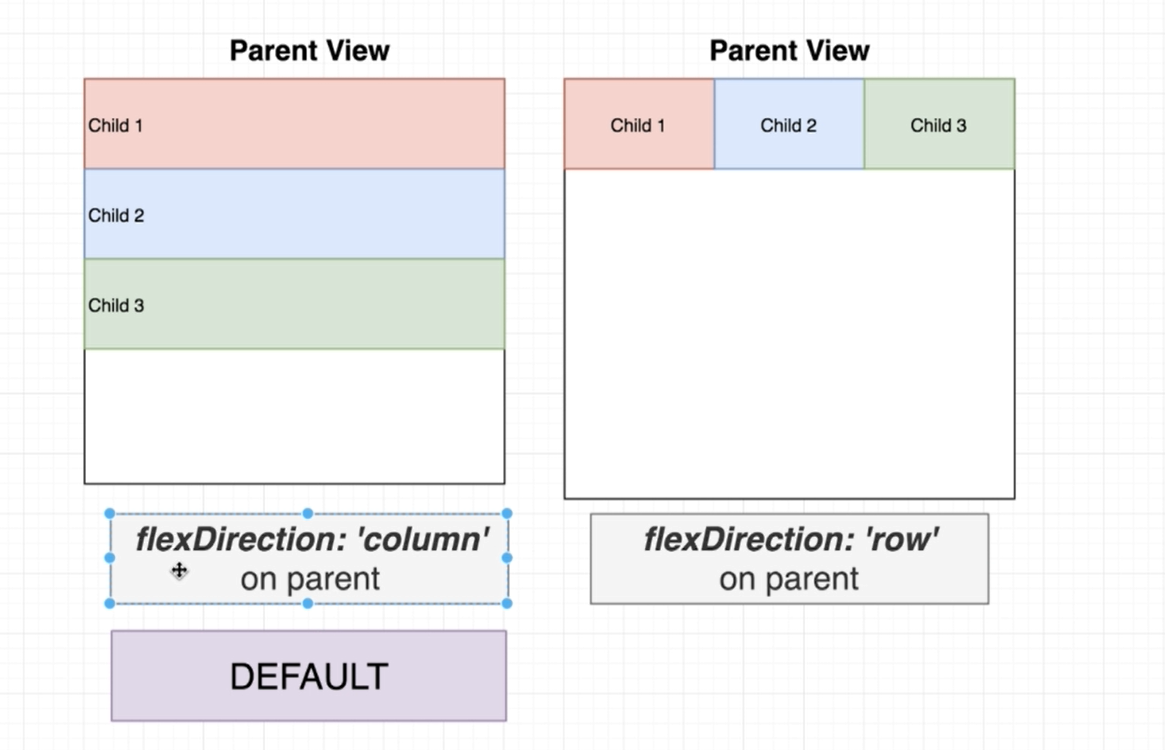 Parent View
Child 1
Child 2
Child 3
flexDirection: 'column'
on parent
DEFAULT
Parent View
Child 1 Child 2 Child 3
flexDirection: 'row'
on parent